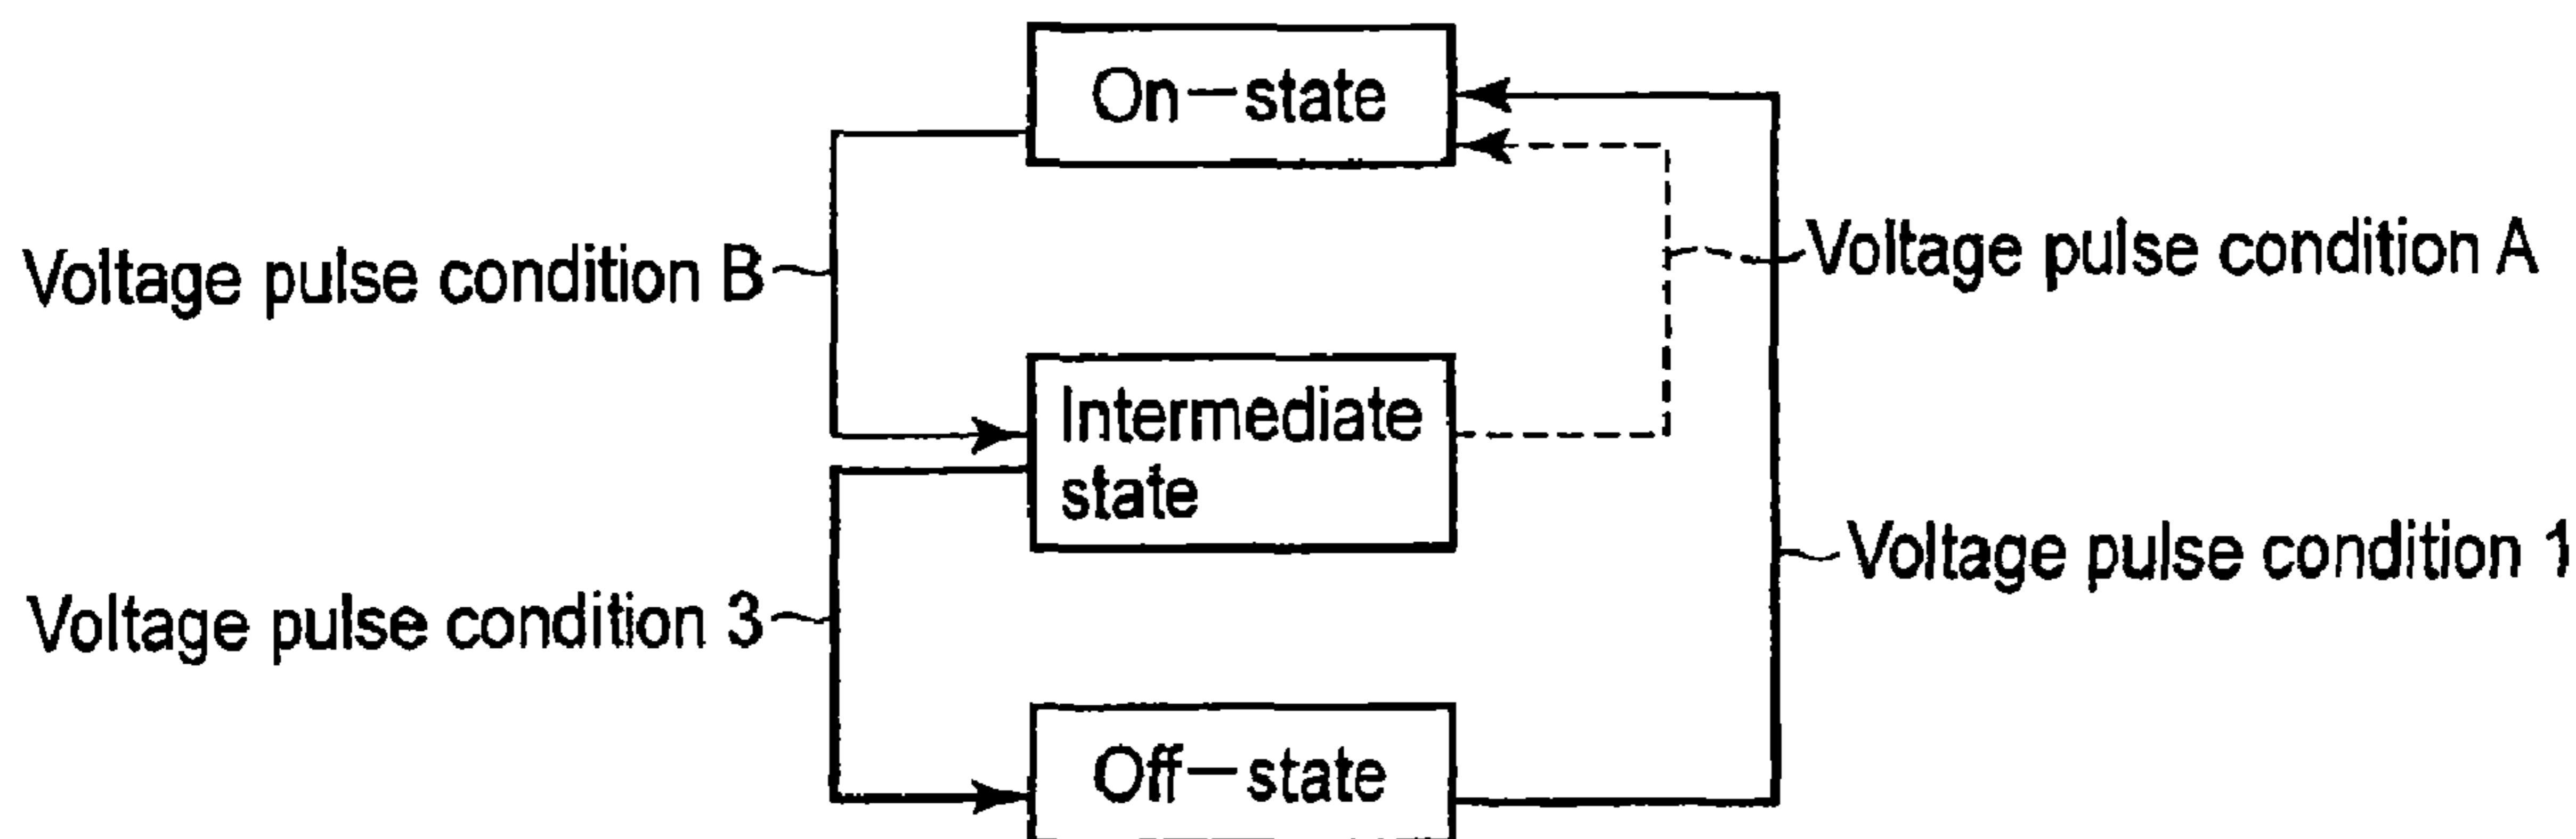 On—state
Voltage pulse condition B
Voltage pulse condition A
Intermediate
state
Voltage pulse condition 1
Voltage pulse condition 3
Off—state